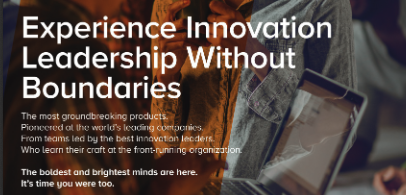 Experience Innovation
Leadership Without
Boundaries
The most groundbreaking products.
Pioneered at the world's leading companies.
From teams led by the best innovation leaders.
Who learn their craft at the front-running organization.
The boldest and brightest minds are here.
It's time you were too.